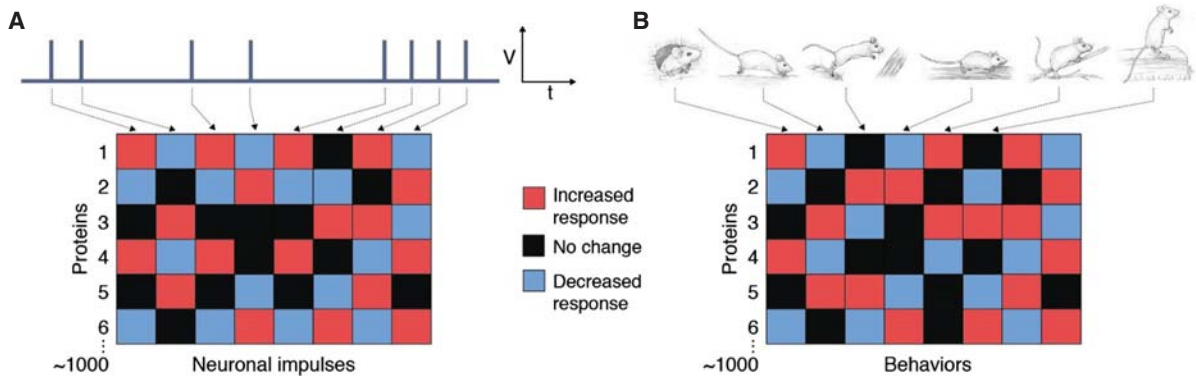 A
V
t
1
2
3
4
5
6
~1000
Proteins
Neuronal impulses
Increased
response
No change
Decreased
response
B
1
2
3
4
5
6
~1000
Proteins
Behaviors